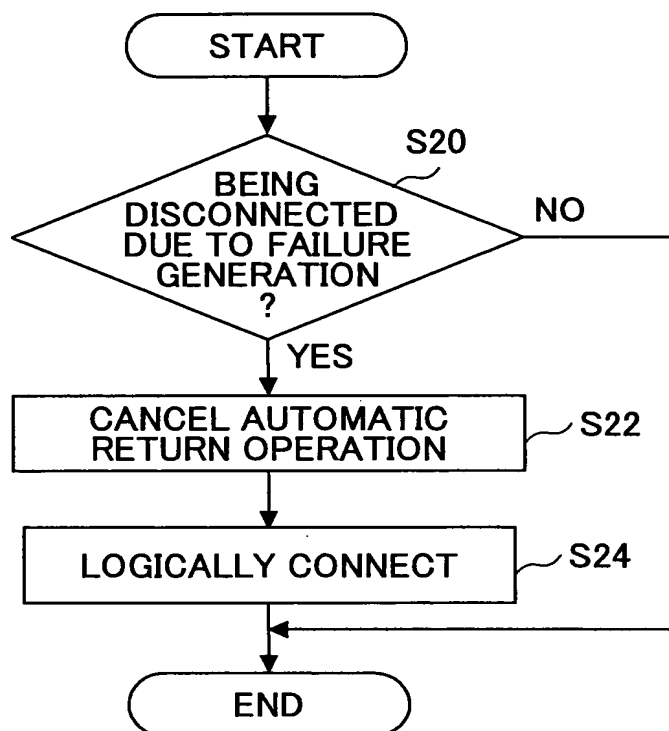 START
S20
BEING
DISCONNECTED
DUE TO FAILURE
GENERATION
?
NO
YES
CANCEL AUTOMATIC
RETURN OPERATION
S22
LOGICALLY CONNECT
S24
END